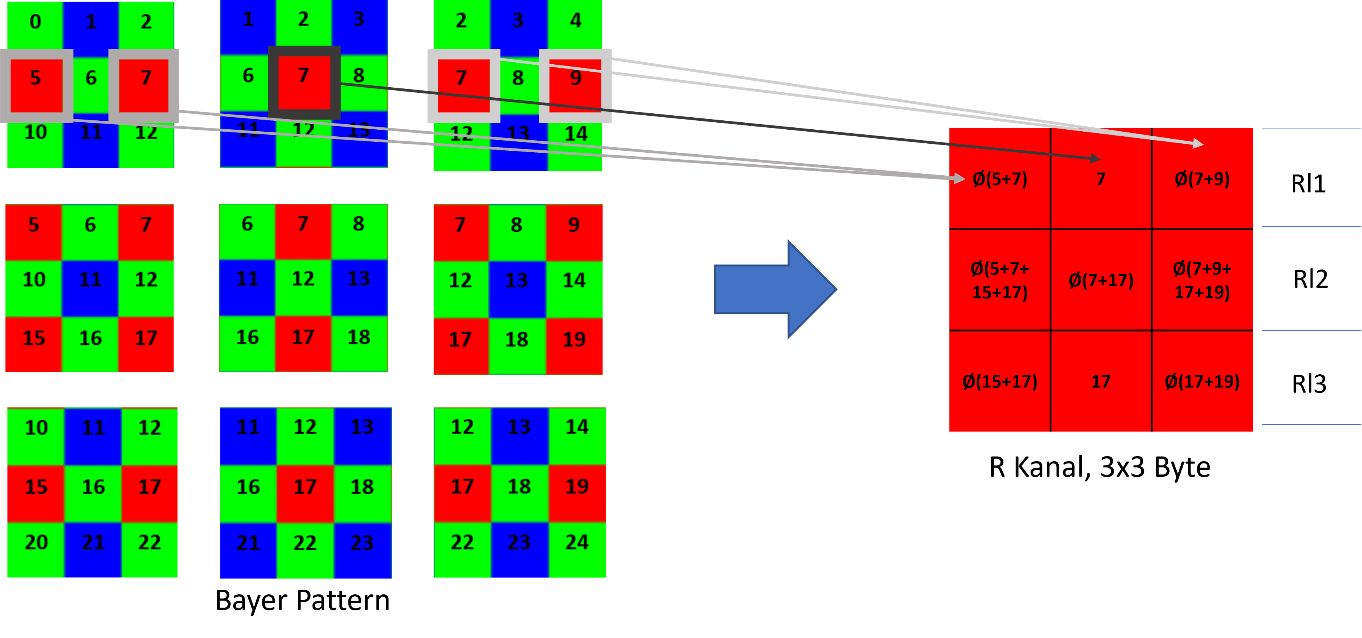 0 1 2
5 6 7
10 11 12
1 2 3
6 7 8
11 12 13
2 3 4
7 8 9
12 13 14
5 6 7
10 11 12
15 16 17
6 7 8
11 12 13
16 17 18
7 8 9
12 13 14
17 18 19
10 11 12
15 16 17
20 21 22
11 12 13
16 17 18
21 22 23
12 13 14
17 18 19
22 23 24
Bayer Pattern
Ø(5+7) 7 Ø(7+9) Rl1
Ø(5+7+
15+17)
Ø(7+17)
Ø(7+9+
17+19)
Rl2
Ø(15+17) 17 Ø(17+19) Rl3
R Kanal, 3x3 Byte